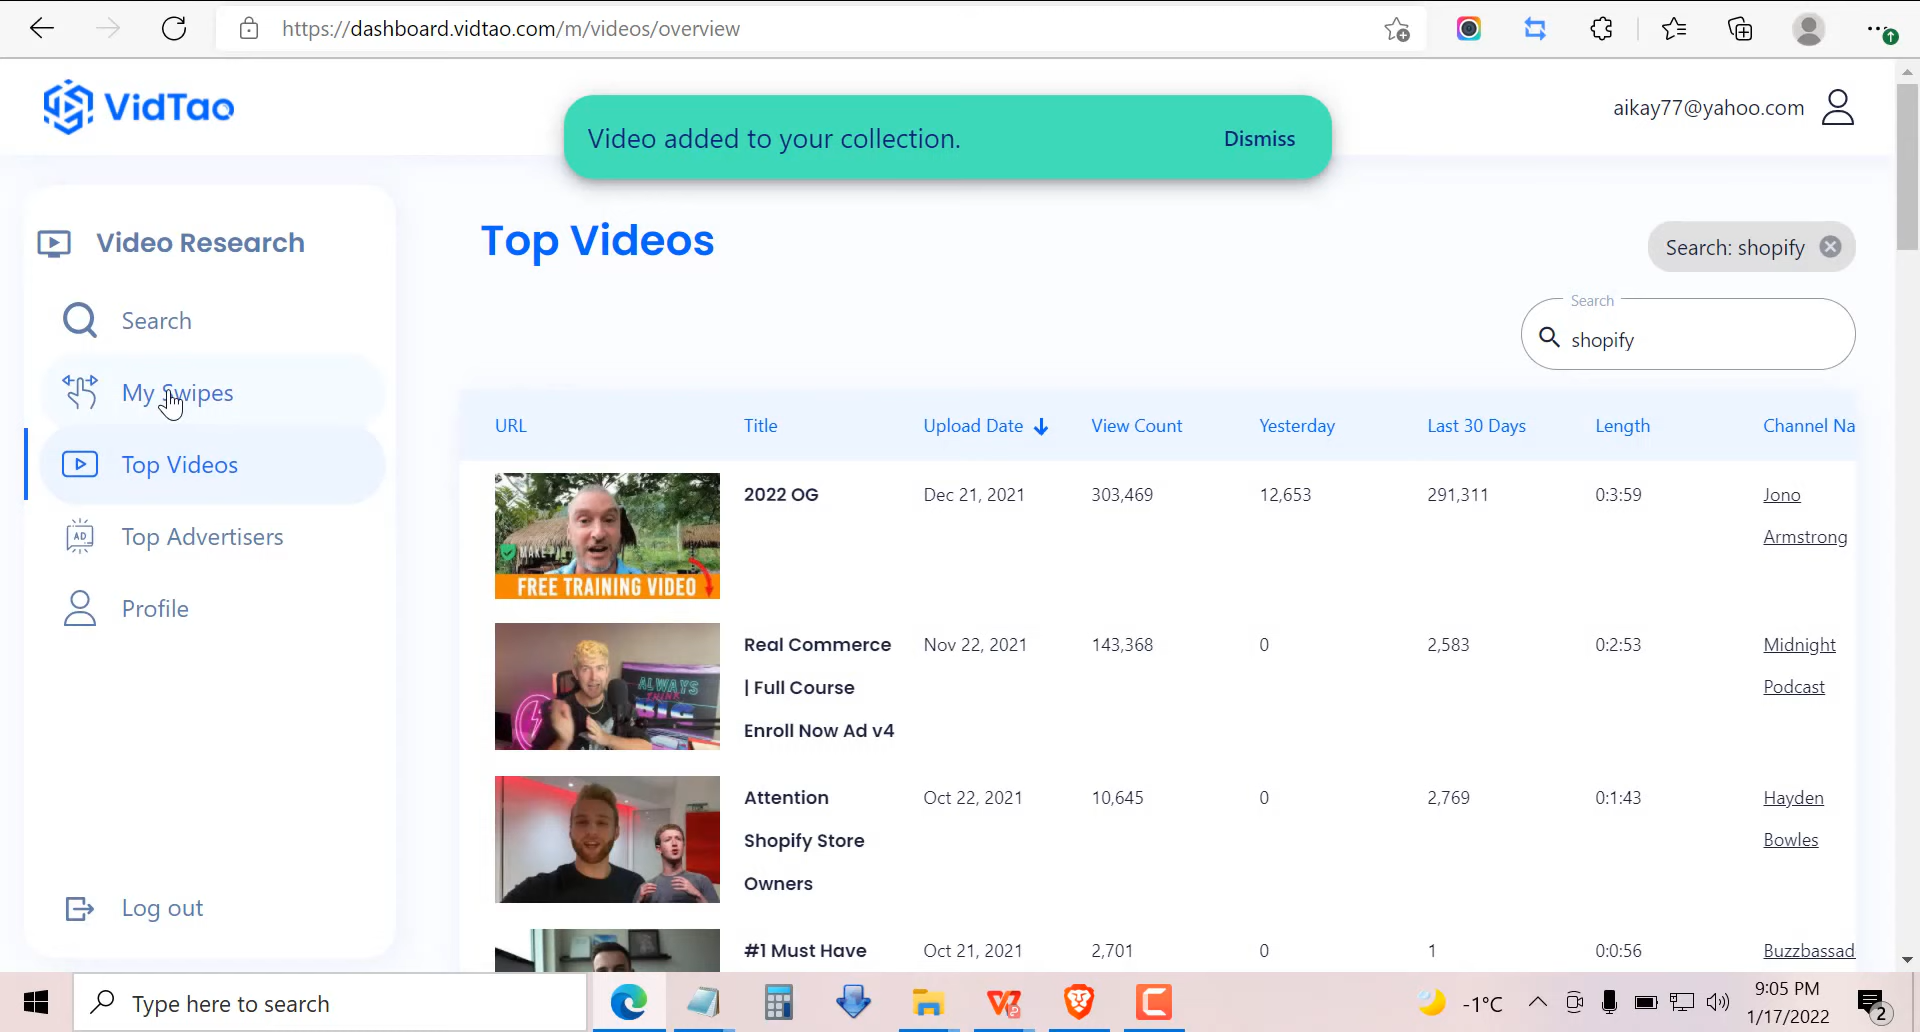 https://dashboard.vidtao.com/m/videos/overview
VidTao
Video added to your collection.
Dismiss
aikay77@yahoo.com
Video Research
Search
My Swipes
Top Videos
Top Advertisers
Profile
Log out
Top Videos
Search: shopify
Search
shopify
URL Title Upload Date View Count Yesterday Last 30 Days Length Channel Na
FREE TRAINING VIDEO
2022 OG Dec 21, 2021 303,469 12,653 291,311 0:3:59 Jono
Armstrong
ALWAYS
THINK
BIG
Real Commerce Nov 22, 2021 143,368 0 2,583 0:2:53 Midnight
| Full Course Podcast
Enroll Now Ad v4
Attention Oct 22, 2021 10,645 0 2,769 0:1:43 Hayden
Shopify Store Bowles
Owners
#1 Must Have Oct 21, 2021 2,701 0 1 0:0:56 Buzzbassad
Type here to search
-1°C
9:05 PM
1/17/2022
2